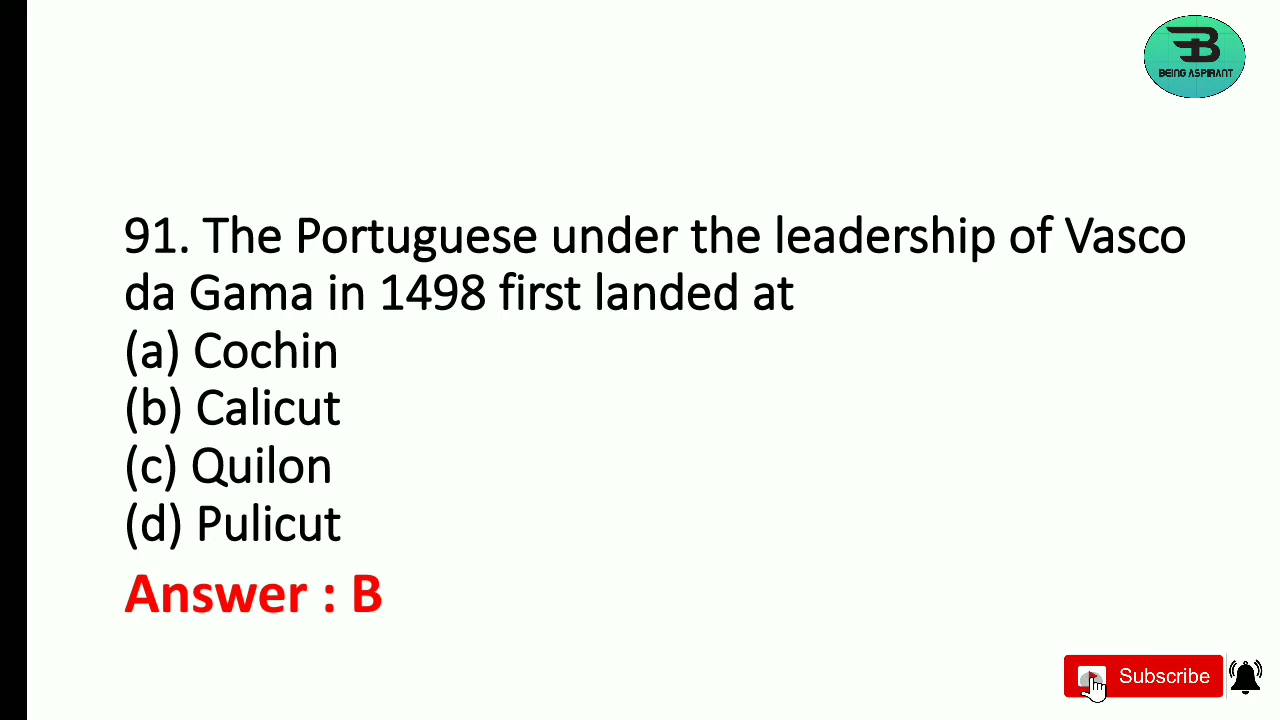 BEING ASPIRANT
91. The Portuguese under the leadership of Vasco
da Gama in 1498 first landed at
(a) Cochin
(b) Calicut
(c) Quilon
(d) Pulicut
Answer : B
Subscribe